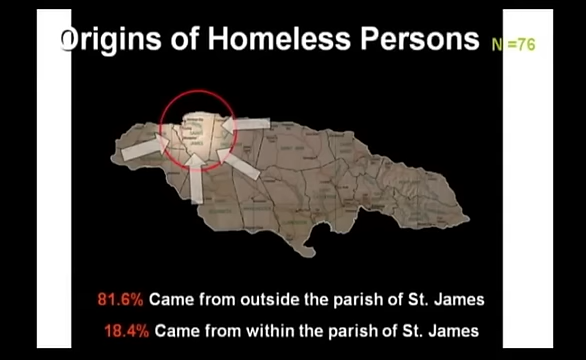 Origins of Homeless Persons N =76
81.6% Came from outside the parish of St. James
18.4% Came from within the parish of St. James